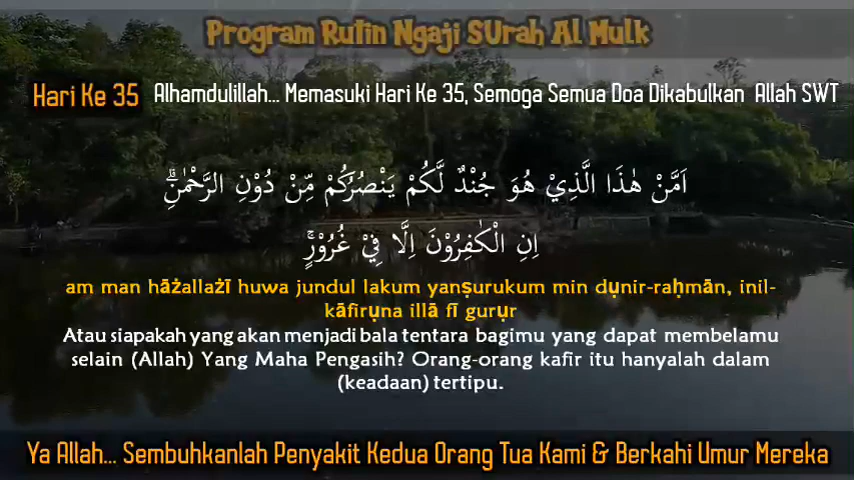 Program Rutin Ngaji SUrah Al Mulk
Hari Ke 35 Alhamdulillah... Memasuki Hari Ke 35, Semoga Semua Doa Dikabulkan Allah SWT
اَمَّنْ هٰذَا الَّذِيْ هُوَ جُنْدٌ لَّكُمْ يَنْصُرُكُمْ مِّنْ دُوْنِ الرَّحْمٰنِۗ
اِنِ الْكٰفِرُوْنَ اِلَّا فِيْ غُرُوْرٍۚ
am man hāżallażī huwa jundul lakum yanṣurukum min dụnir-raḥmān, inil-
kāfirụna illā fī gurụr
Atau siapakah yang akan menjadi bala tentara bagimu yang dapat membelamu
selain (Allah) Yang Maha Pengasih? Orang-orang kafir itu hanyalah dalam
(keadaan) tertipu.
Ya Allah... Sembuhkanlah Penyakit Kedua Orang Tua Kami & Berkahi Umur Mereka